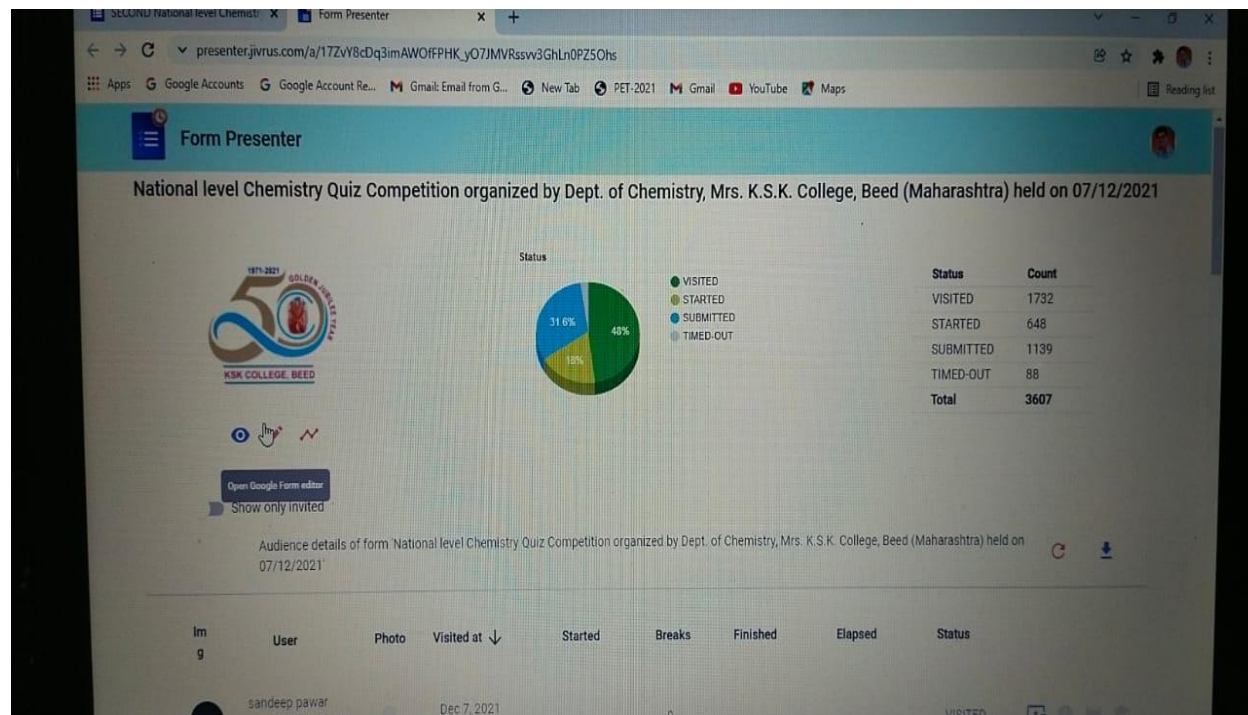 SECOND National level Chemist
Form Presenter
presenter.jivrus.com/a/17ZvY8cDq3imAWOfFPHK_yO7JMVRssvv3GhLn0PZ5Ohs
Apps Google Accounts Google Account Re... Gmail: Email from G... New Tab PET-2021 Gmail YouTube Maps Reading list
Form Presenter
National level Chemistry Quiz Competition organized by Dept. of Chemistry, Mrs. K.S.K. College, Beed (Maharashtra) held on 07/12/2021
1971-2021
GOLDEN JUBILEE YEAR
50
KSK COLLEGE, BEED
Status
31.6%
48%
18%
VISITED
STARTED
SUBMITTED
TIMED-OUT
Status Count
VISITED 1732
STARTED 648
SUBMITTED 1139
TIMED-OUT 88
Total 3607
Open Google Form editor
Show only invited
Audience details of form 'National level Chemistry Quiz Competition organized by Dept. of Chemistry, Mrs. K.S.K. College, Beed (Maharashtra) held on
07/12/2021'
Img User Photo Visited at Started Breaks Finished Elapsed Status
sandeep pawar
Dec 7, 2021
VISITED